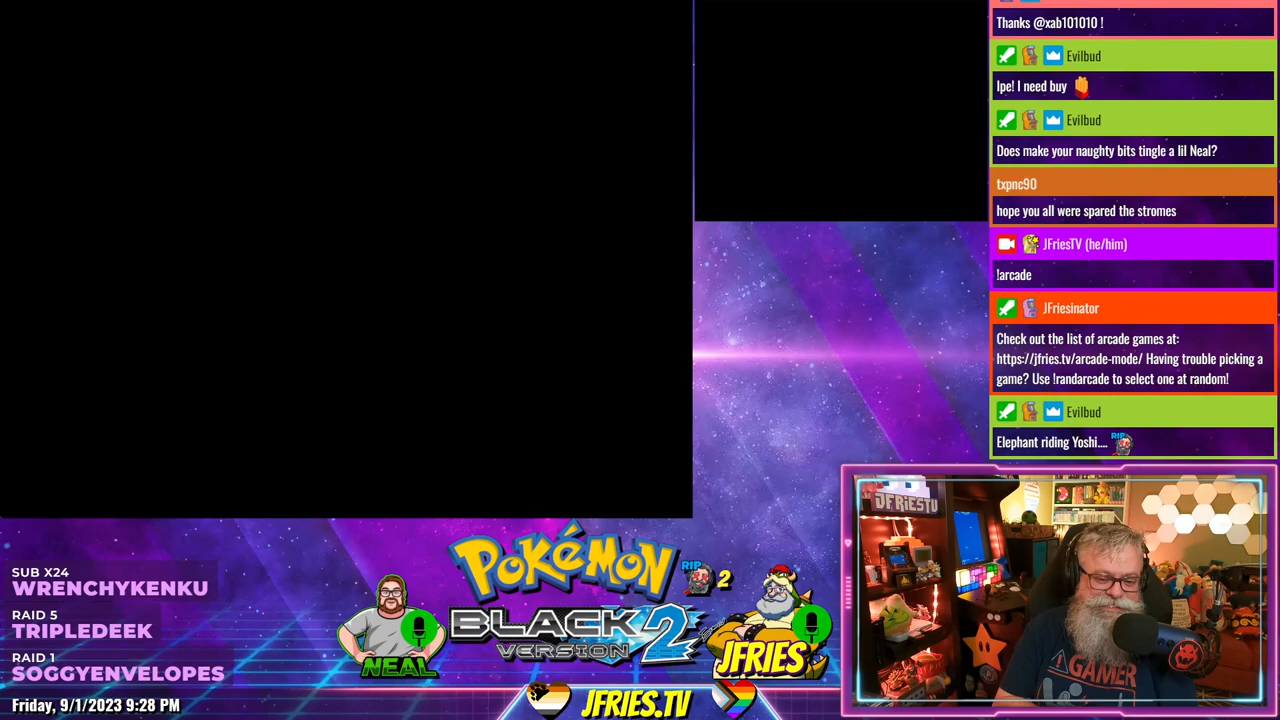 Thanks @xab101010 !
Evilbud
Ipe! I need buy
Evilbud
Does make your naughty bits tingle a lil Neal?
txpnc90
hope you all were spared the stromes
JFriesTV (he/him)
!arcade
JFriesinator
Check out the list of arcade games at:
https://jfries.tv/arcade-mode/ Having trouble picking a
game? Use !randarcade to select one at random!
Evilbud
Elephant riding Yoshi....
RIP
JFRIESTV
GAMER
SUB X24
WRENCHYKENKU
RAID 5
TRIPLEDEEK
RAID 1
SOGGYENVELOPES
Friday, 9/1/2023 9:28 PM
POKéMON
BLACK
VERSION 2
RIP
2
NEAL
JFRIES
JFRIES.TV